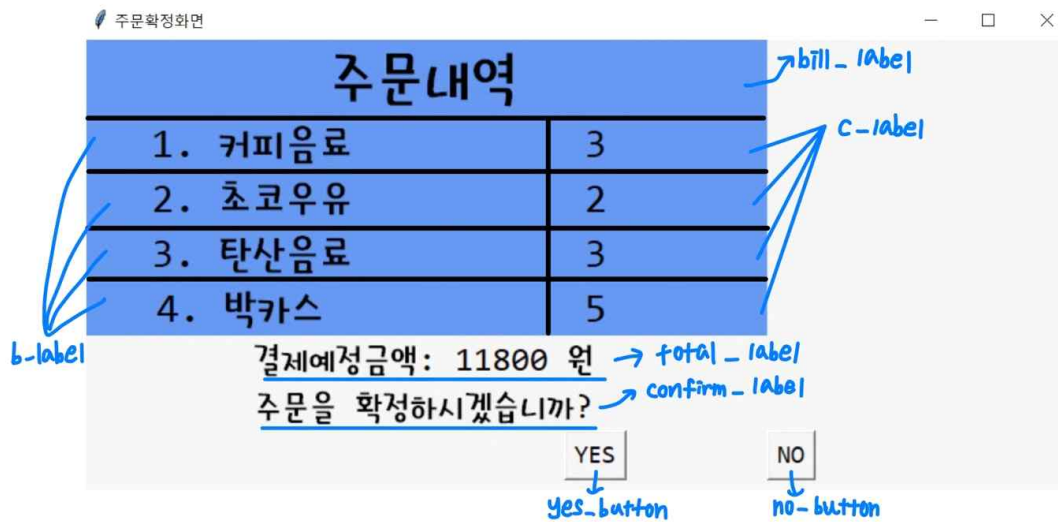 주문확정화면
주문내역
bill_label
1. 커피음료 3
c-label
2. 초코우유 2
3. 탄산음료 3
4. 박카스 5
b-label
결제예정금액: 11800 원
total_label
주문을 확정하시겠습니까?
confirm_label
YES NO
yes_button no_button